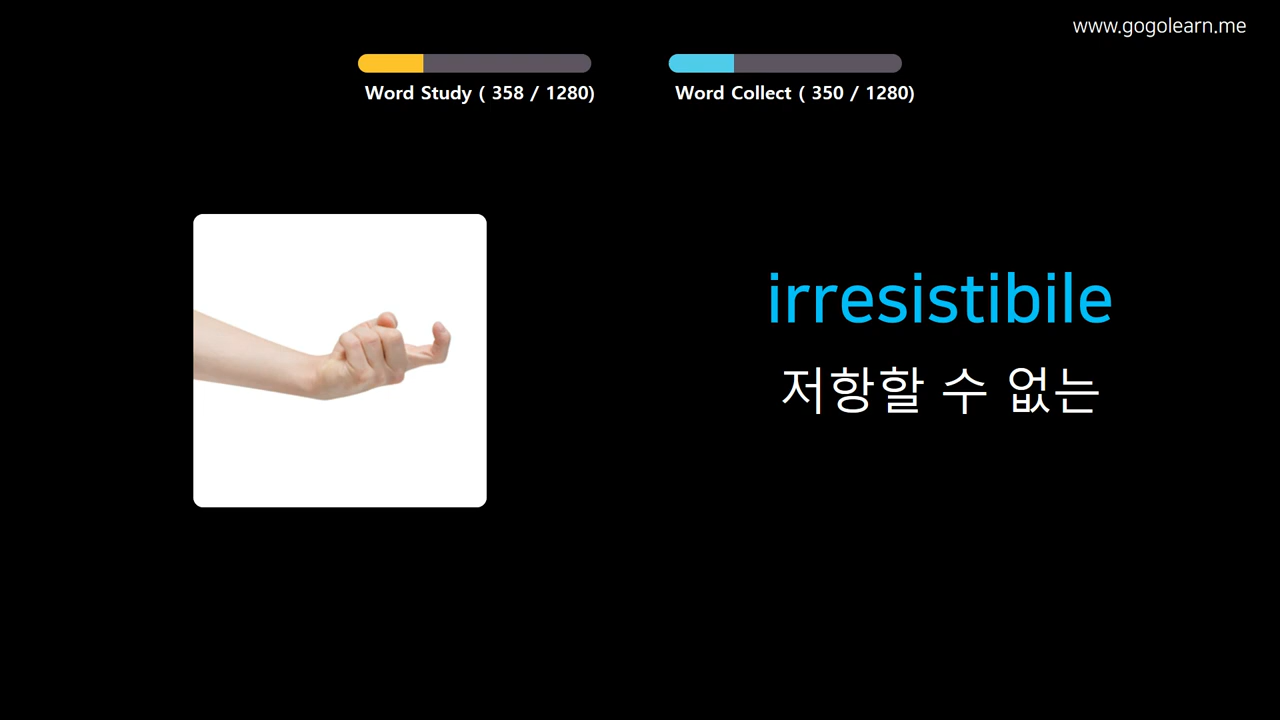 www.gogolearn.me
Word Study ( 358 / 1280)
Word Collect ( 350 / 1280)
irresistibile
저항할 수 없는